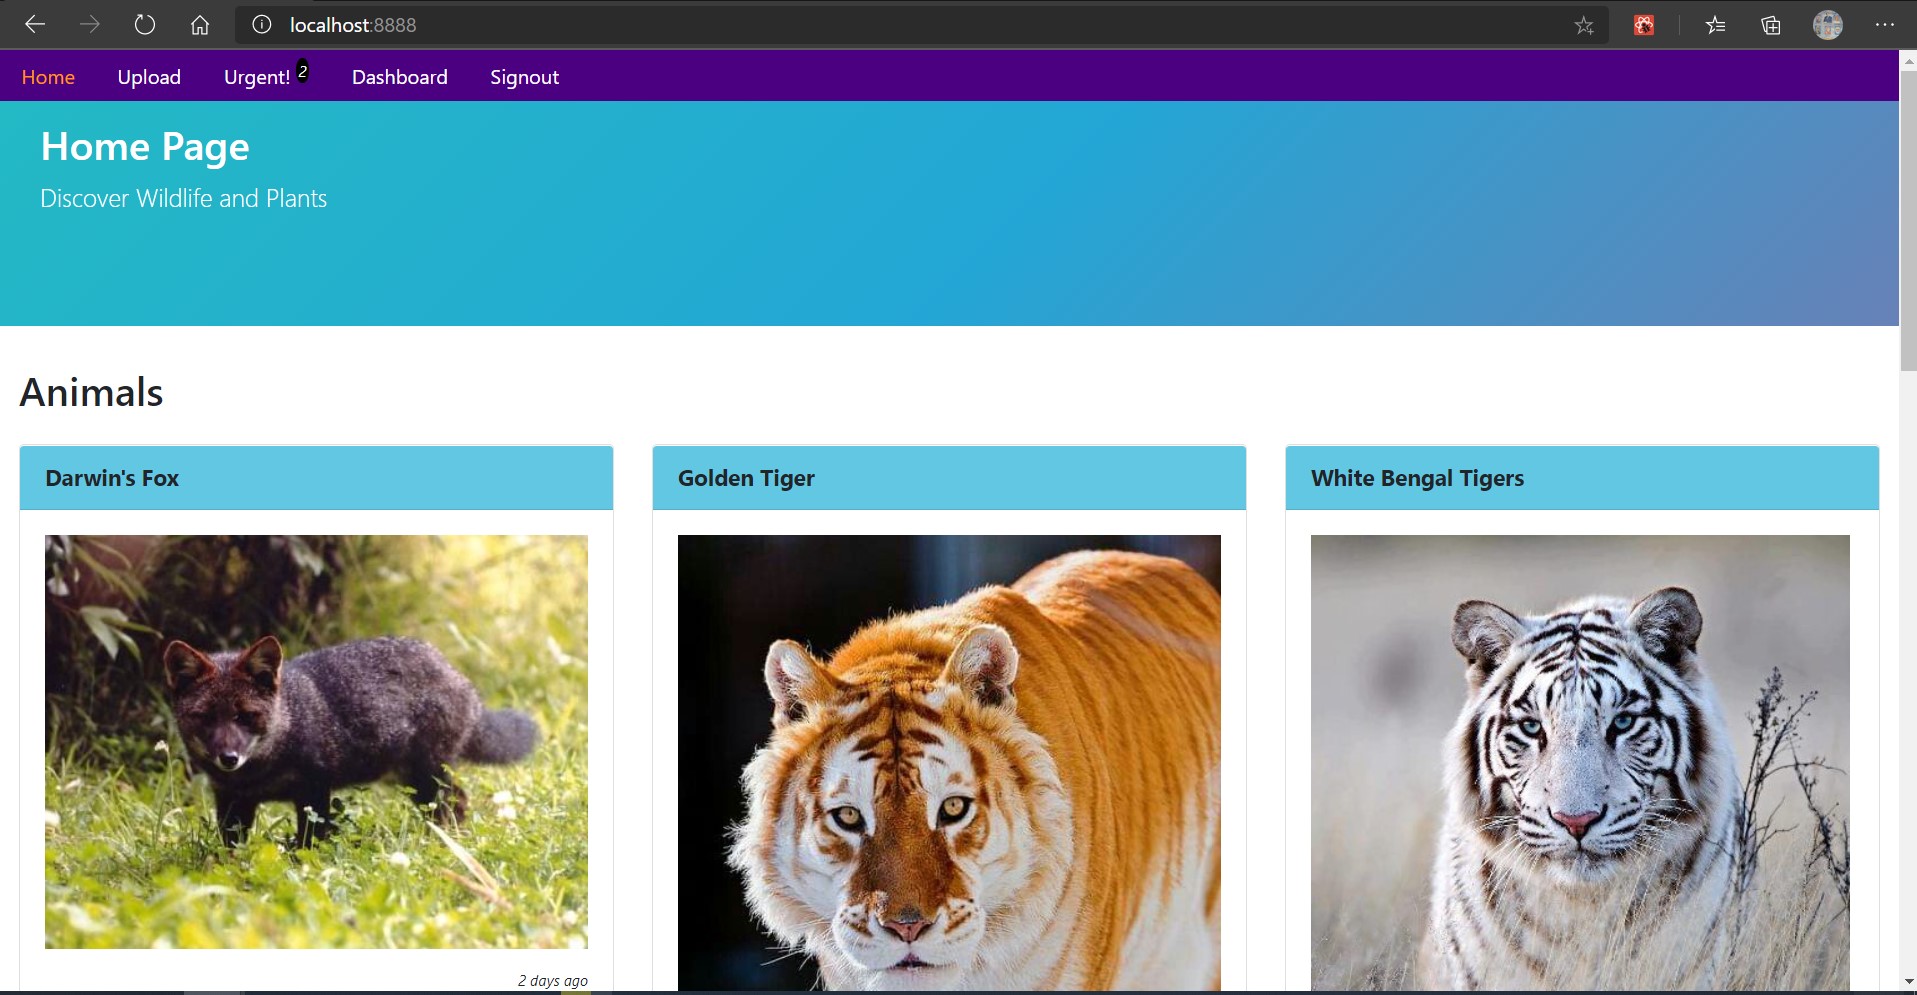 localhost:8888
Home Upload Urgent! 2 Dashboard Signout
Home Page
Discover Wildlife and Plants
Animals
Darwin's Fox
Golden Tiger
White Bengal Tigers
2 days ago